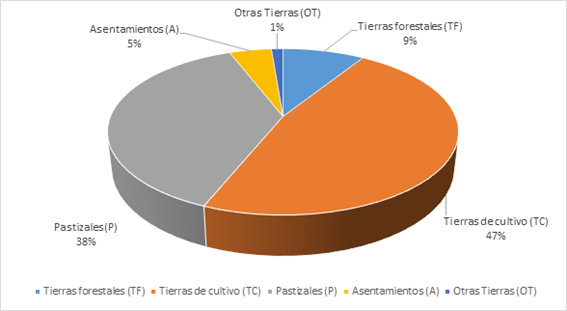 Otras Tierras (OT)
1%
Asentamientos (A)
5%
Tierras forestales (TF)
9%
Tierras de cultivo (TC)
47%
Pastizales (P)
38%
Tierras forestales (TF) Tierras de cultivo (TC) Pastizales (P) Asentamientos (A) Otras Tierras (OT)